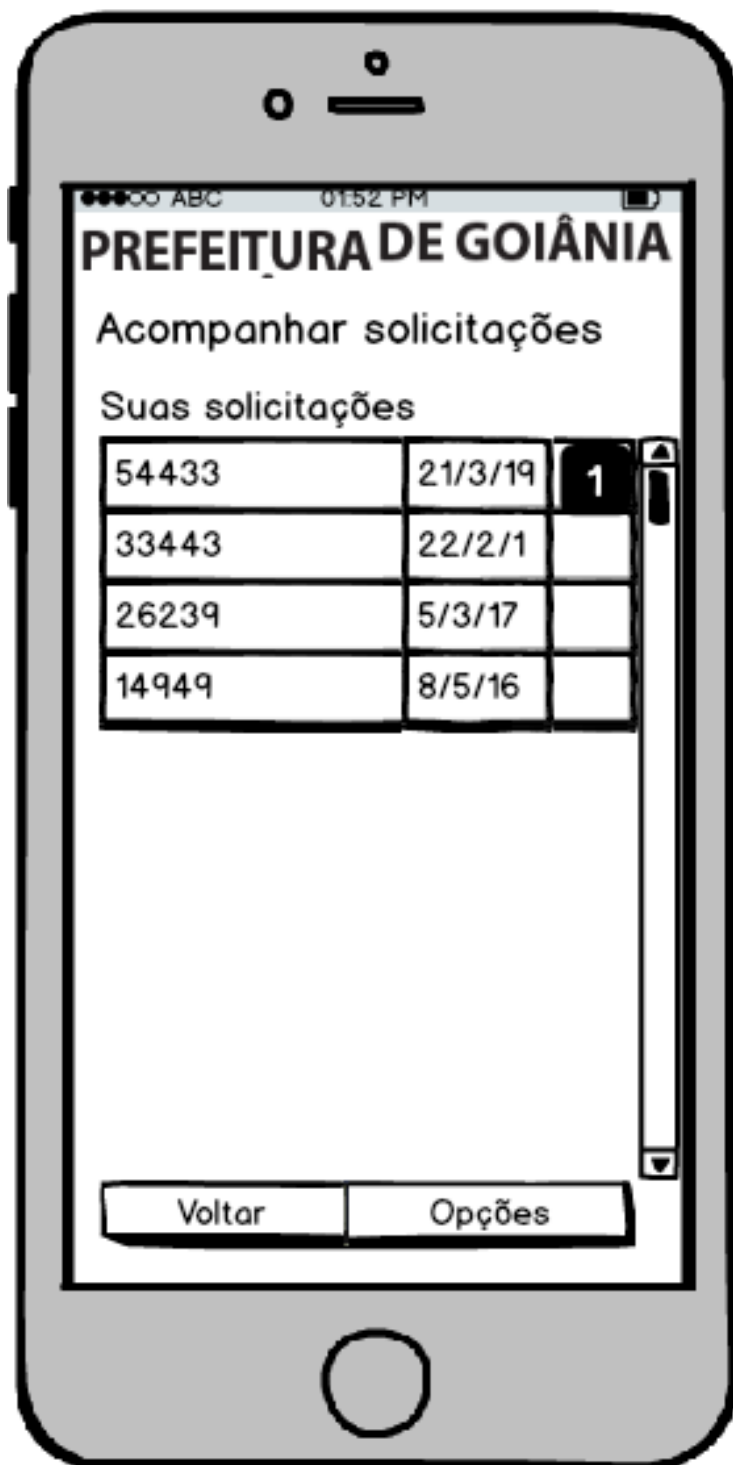 ABC 01:52 PM
PREFEITURA DE GOIÂNIA
Acompanhar solicitações
Suas solicitações
54433 21/3/19 1
33443 22/2/1
26239 5/3/17
14949 8/5/16
Voltar Opções